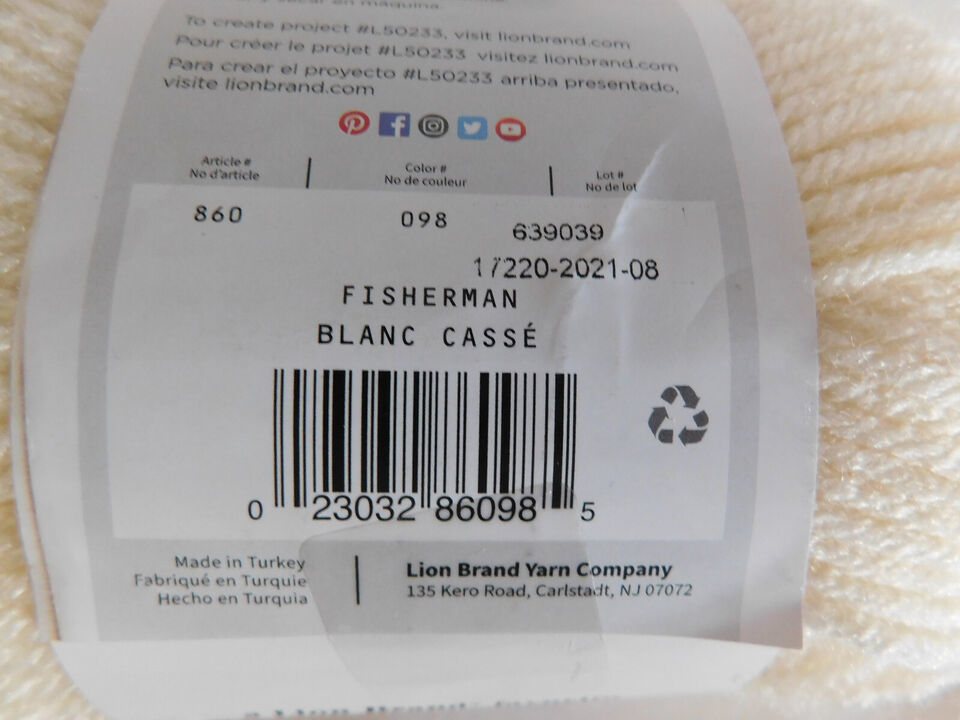 y secar en máquina.
To create project #L50233, visit lionbrand.com
Pour créer le projet #L50233 visitez lionbrand.com
Para crear el proyecto #L50233 arriba presentado,
visite lionbrand.com
Article #
No d'article
Color #
No de couleur
Lot #
No de lot
860
098
639039
17220-2021-08
FISHERMAN
BLANC CASSÉ
0 23032 86098 5
Made in Turkey
Fabriqué en Turquie
Hecho en Turquia
Lion Brand Yarn Company
135 Kero Road, Carlstadt, NJ 07072